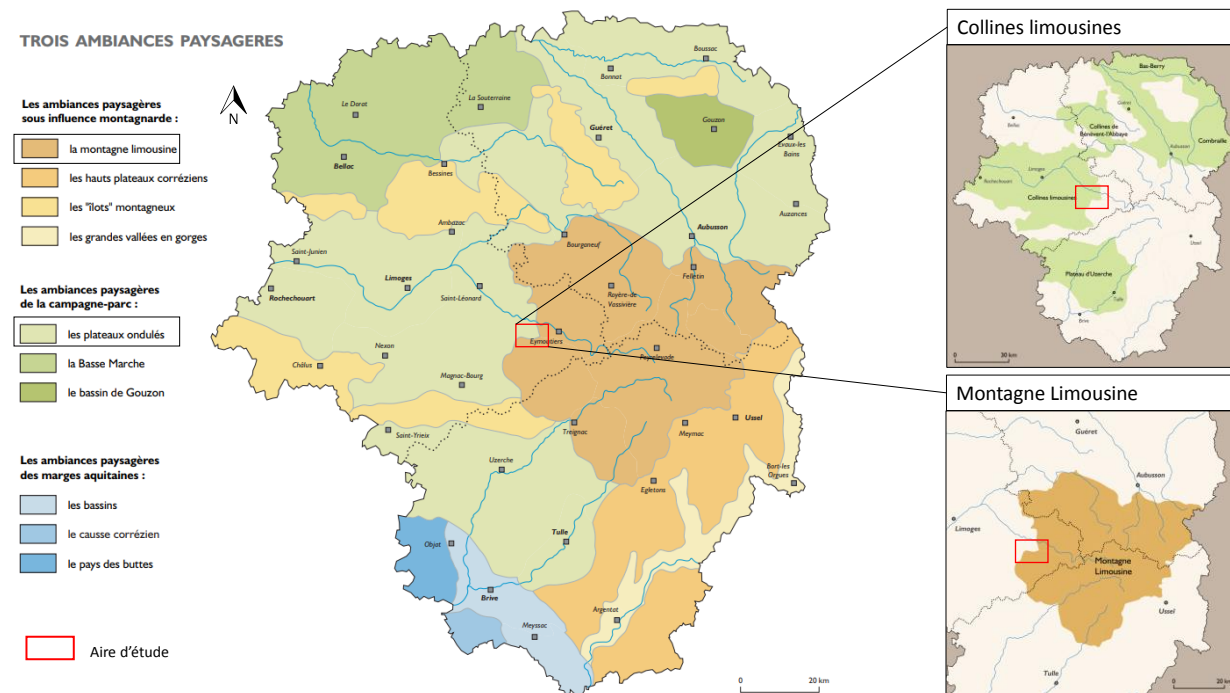 TROIS AMBIANCES PAYSAGERES
N
Les ambiances paysagères
sous influence montagnarde :
la montagne limousine
les hauts plateaux corréziens
les "îlots" montagneux
les grandes vallées en gorges
Les ambiances paysagères
de la campagne-parc :
les plateaux ondulés
la Basse Marche
le bassin de Gouzon
Les ambiances paysagères
des marges aquitaines :
les bassins
le causse corrézien
le pays des buttes
Aire d'étude
Boussac
Bonnat
La Souterraine
Le Dorat
Guéret
Gouzon
Evaux-les
Bains
Bellac
Bessines
Auzances
Ambazac
Bourganeuf
Aubusson
Saint-Junien
Felletin
Rochechouart
Limoges
Saint-Léonard
Royère-de
Vassivière
Eymoutiers
Peyrelevade
Nexon
Châlus
Magnac-Bourg
Ussel
Treignac
Meymac
Saint-Yrieix
Uzerche
Bort-les
Orgues
Egletons
Tulle
Objat
Brive
Argentat
Meyssac
0 20 km
Collines limousines
Bas-Berry
Guéret
Bellac
Collines de
Bénévent-l'Abbaye
Combraille
Aubusson
Limoges
Rochechouart
Collines limousines
Ussel
Plateau d'Uzerche
Tulle
Brive
0 30 km
Montagne Limousine
Guéret
Aubusson
Limoges
Montagne
Limousine
Ussel
Tulle
0 20 km